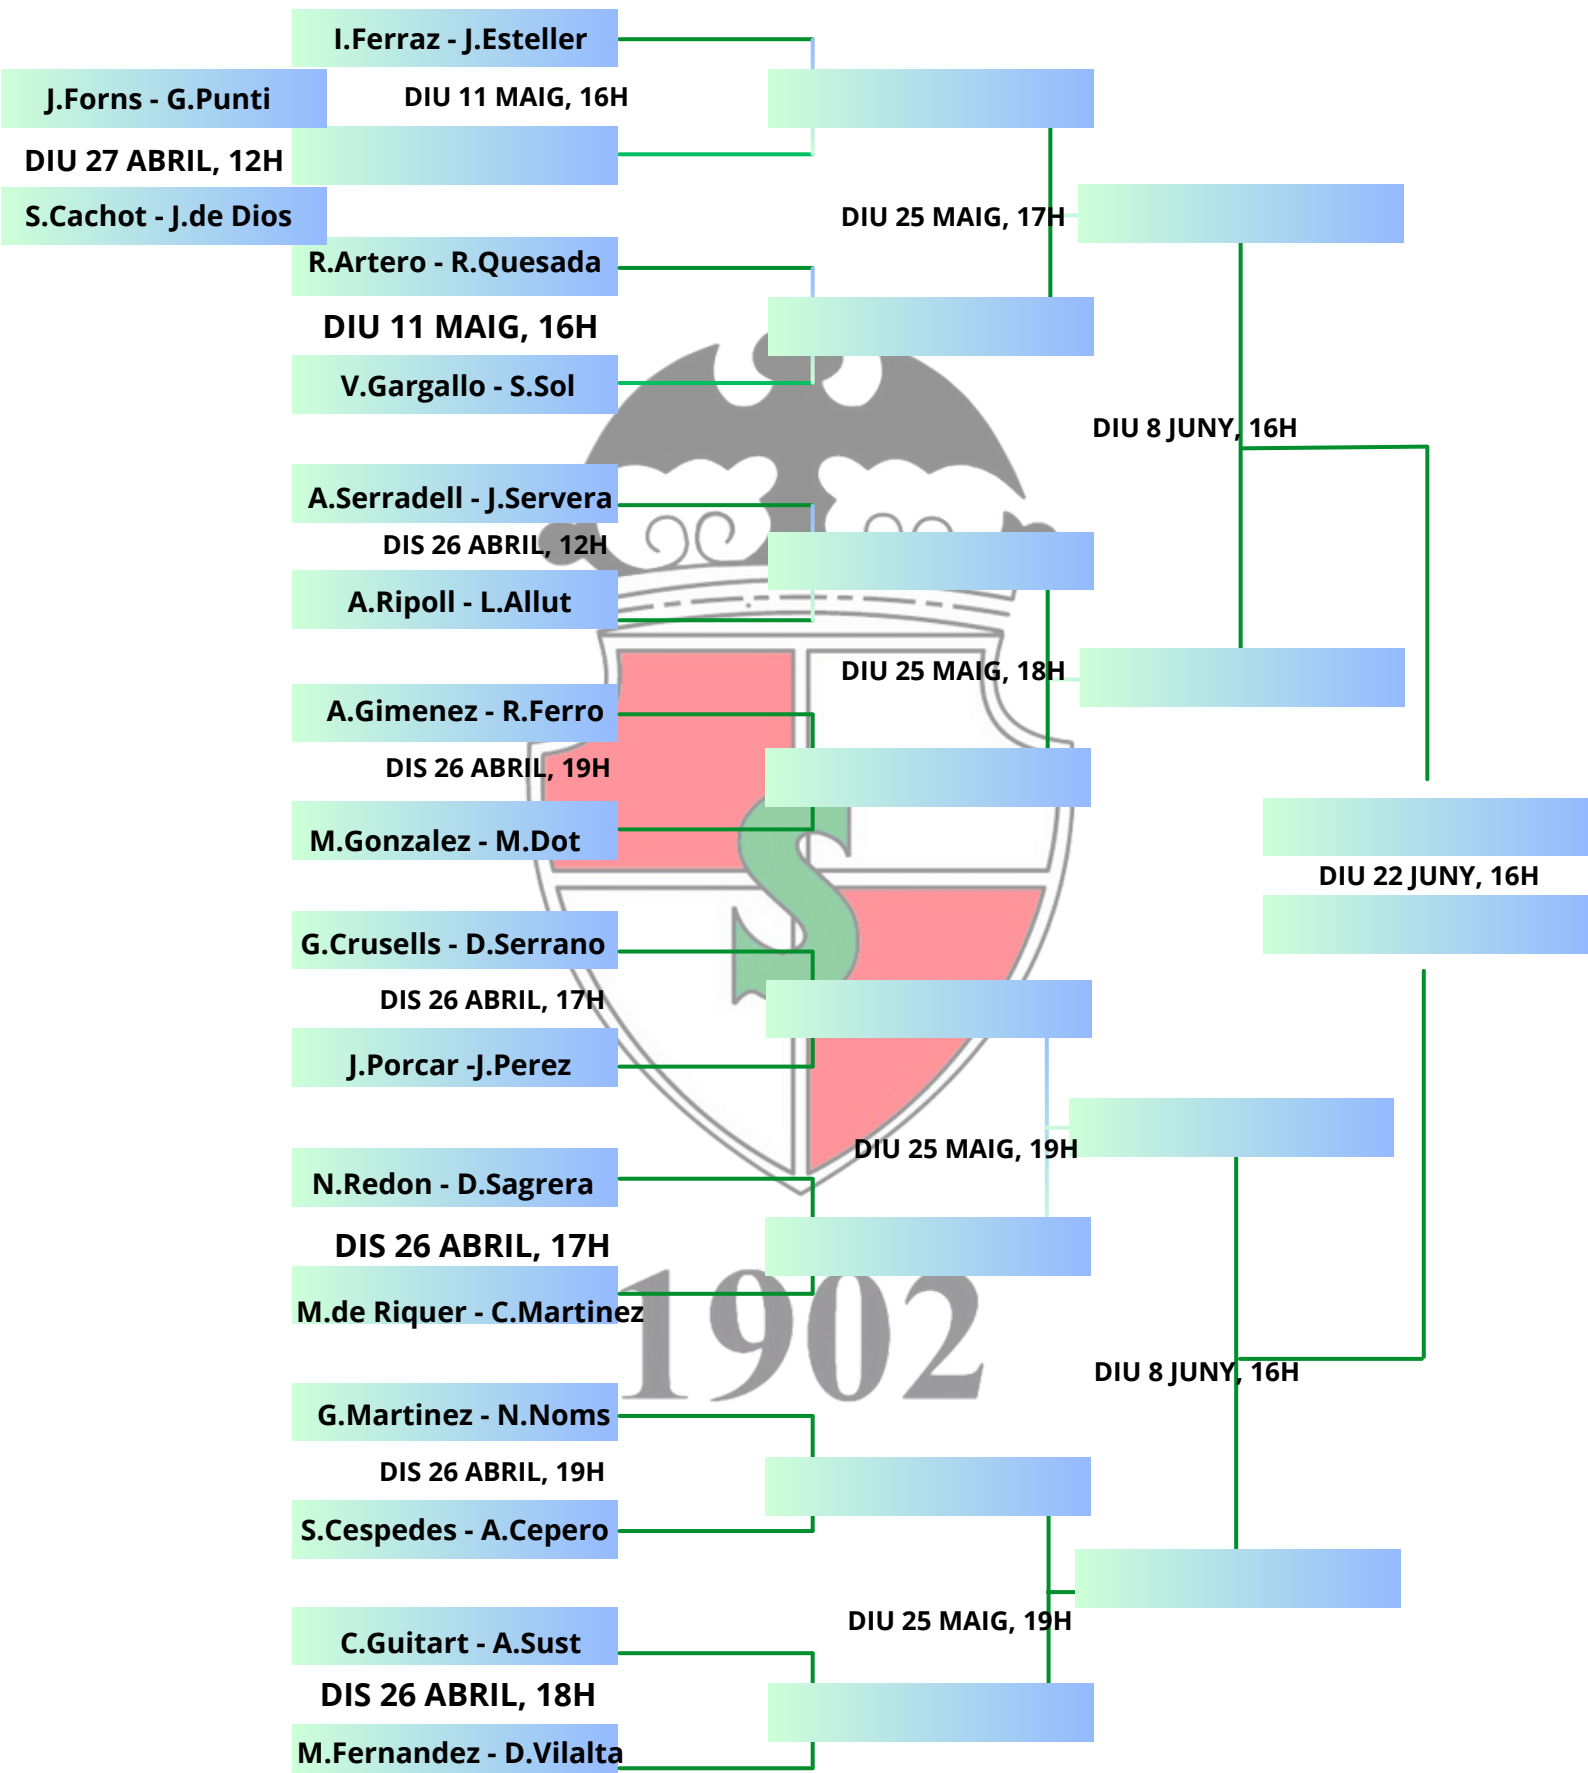 I.Ferraz - J.Esteller
J.Forns - G.Punti
DIU 11 MAIG, 16H
DIU 27 ABRIL, 12H
S.Cachot - J.de Dios
DIU 25 MAIG, 17H
R.Artero - R.Quesada
DIU 11 MAIG, 16H
V.Gargallo - S.Sol
DIU 8 JUNY, 16H
A.Serradell - J.Servera
DIS 26 ABRIL, 12H
A.Ripoll - L.Allut
DIU 25 MAIG, 18H
A.Gimenez - R.Ferro
DIS 26 ABRIL, 19H
M.Gonzalez - M.Dot
S
DIU 22 JUNY, 16H
G.Crusells - D.Serrano
DIS 26 ABRIL, 17H
J.Porcar -J.Perez
DIU 25 MAIG, 19H
N.Redon - D.Sagrera
DIS 26 ABRIL, 17H
M.de Riquer - C.Martinez
1902
DIU 8 JUNY, 16H
G.Martinez - N.Noms
DIS 26 ABRIL, 19H
S.Cespedes - A.Cepero
DIU 25 MAIG, 19H
C.Guitart - A.Sust
DIS 26 ABRIL, 18H
M.Fernandez - D.Vilalta